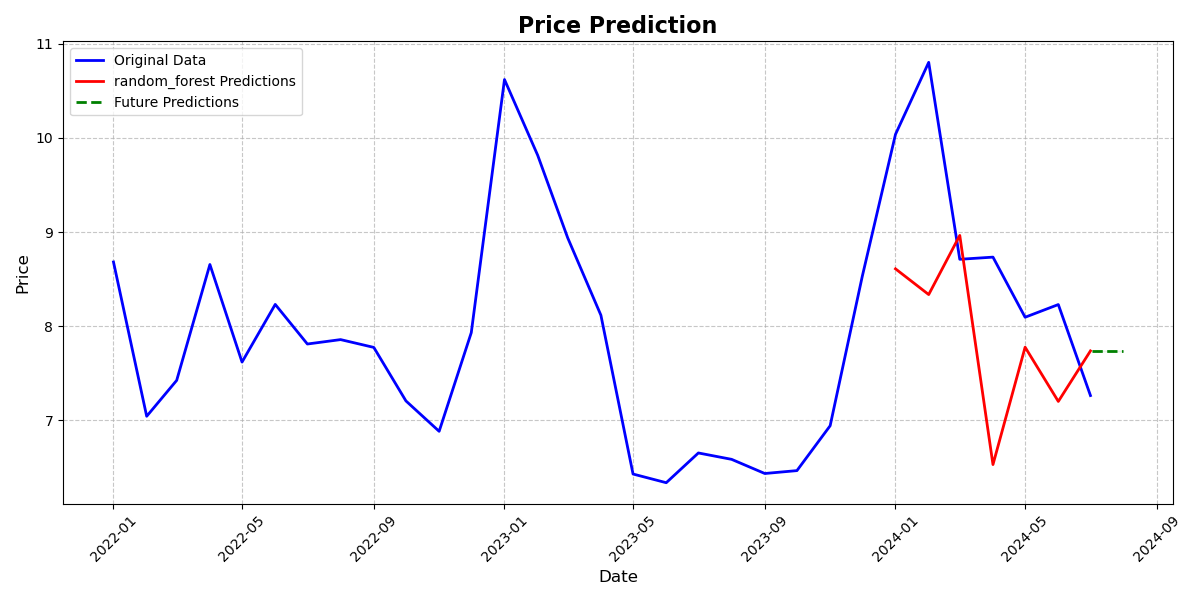 Price Prediction
Original Data
random_forest Predictions
Future Predictions
Price
11
10
9
8
7
2022-01
2022-05
2022-09
2023-01
2023-05
2023-09
2024-01
2024-05
2024-09
Date